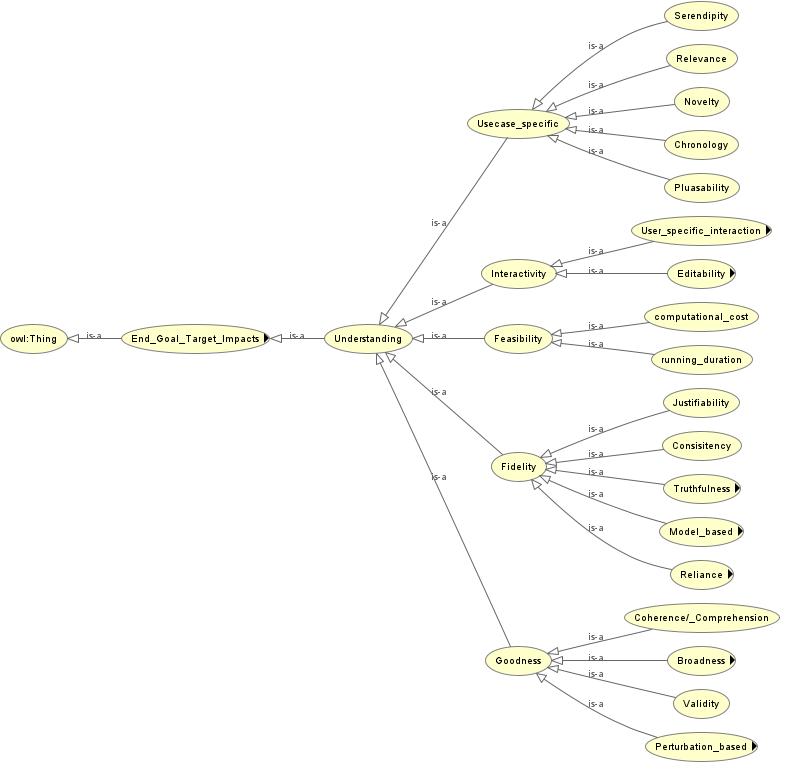 Serendipity
is-a
Relevance
is-a
Novelty
is-a
Usecase_specific
is-a
Chronology
is-a
Pluasability
is-a
User_specific_interaction
is-a
Interactivity
is-a
Editability
is-a
computational_cost
is-a
owl:Thing
is-a
End_Goal_Target_Impacts
is-a
Understanding
is-a
Feasibility
is-a
running_duration
is-a
Justifiability
is-a
Consisitency
is-a
Fidelity
is-a
Truthfulness
is-a
Model_based
is-a
is-a
Reliance
Coherence/_Comprehension
is-a
Goodness
is-a
Broadness
is-a
Validity
is-a
Perturbation_based